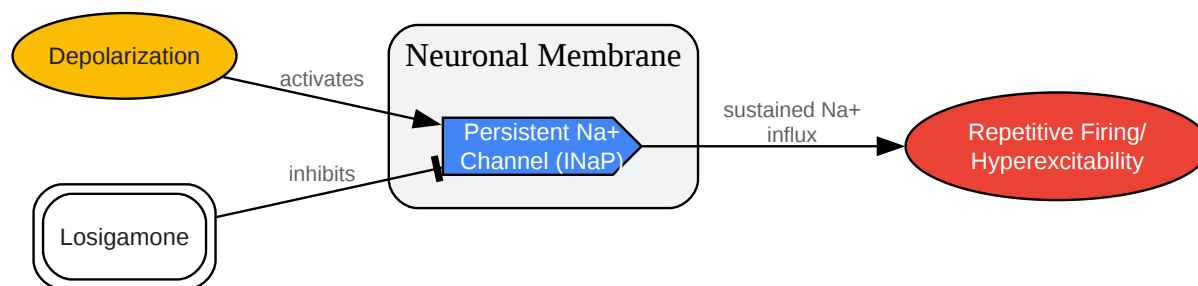 Depolarization
activates
Neuronal Membrane
Persistent Na+
Channel (INaP)
sustained Na+
influx
Repetitive Firing/
Hyperexcitability
inhibits
Losigamone